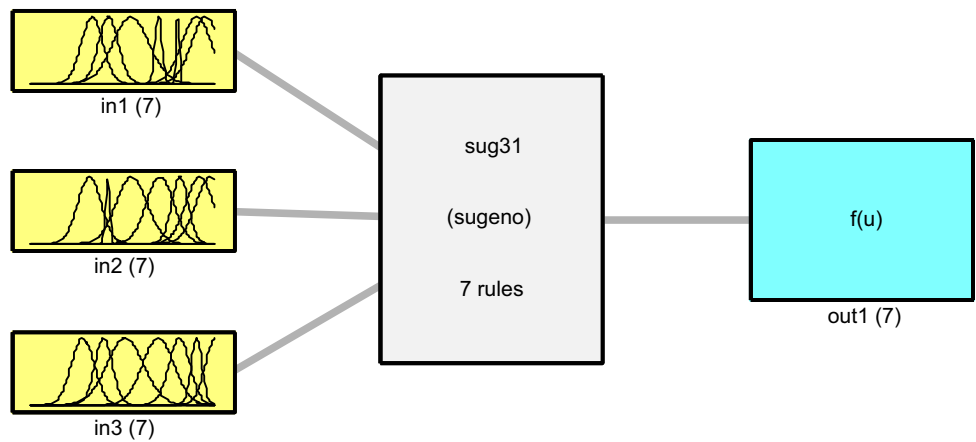 in1 (7)
in2 (7)
in3 (7)
sug31
(sugeno)
7 rules
f(u)
out1 (7)